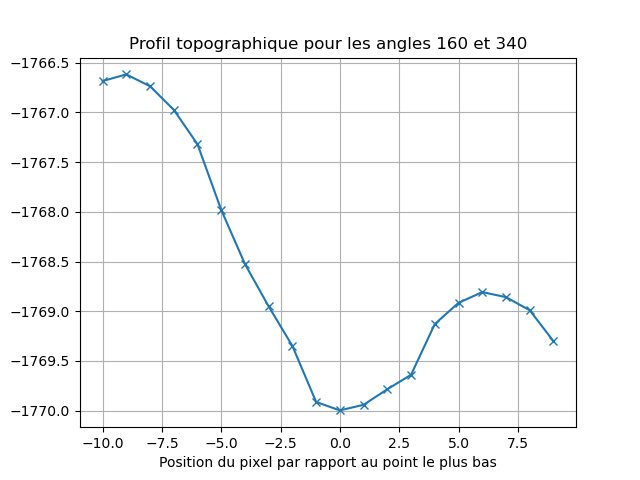 Profil topographique pour les angles 160 et 340
−1766.5
−1767.0
−1767.5
−1768.0
−1768.5
−1769.0
−1769.5
−1770.0
−10.0 −7.5 −5.0 −2.5 0.0 2.5 5.0 7.5
Position du pixel par rapport au point le plus bas